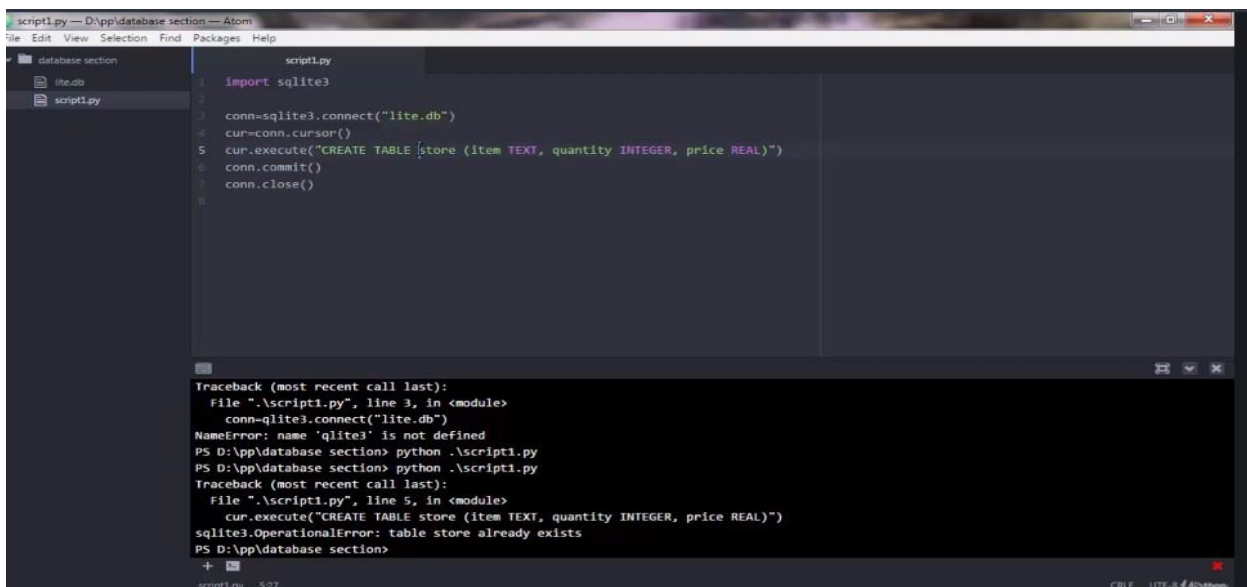 script1.py — D:\pp\database section — Atom
File Edit View Selection Find Packages Help
database section
lite.db
script1.py
script1.py
1 import sqlite3
2
3 conn=sqlite3.connect("lite.db")
4 cur=conn.cursor()
5 cur.execute("CREATE TABLE store (item TEXT, quantity INTEGER, price REAL)")
6 conn.commit()
7 conn.close()
8
Traceback (most recent call last):
File ".\script1.py", line 3, in <module>
conn=qlite3.connect("lite.db")
NameError: name 'qlite3' is not defined
PS D:\pp\database section> python .\script1.py
PS D:\pp\database section> python .\script1.py
Traceback (most recent call last):
File ".\script1.py", line 5, in <module>
cur.execute("CREATE TABLE store (item TEXT, quantity INTEGER, price REAL)")
sqlite3.OperationalError: table store already exists
PS D:\pp\database section>
script1.py 5:27
CRLF UTF-8